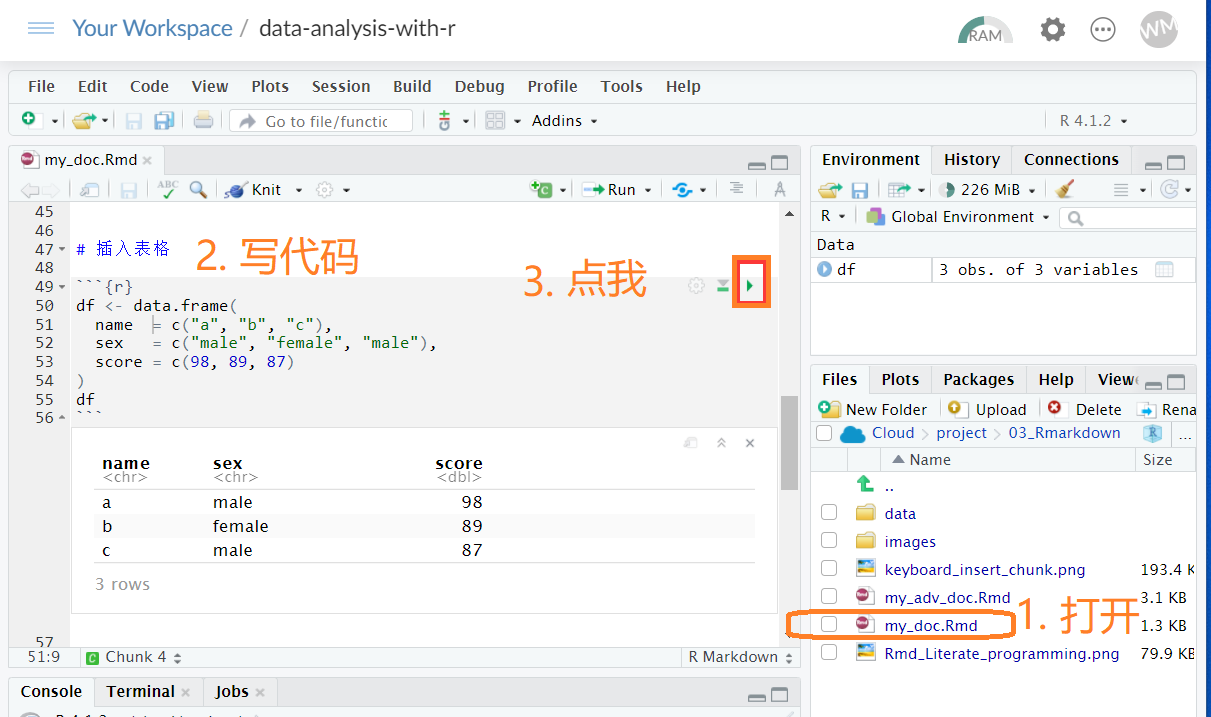 Your Workspace / data-analysis-with-r
RAM
WM
File Edit Code View Plots Session Build Debug Profile Tools Help
Go to file/functic
Addins
R 4.1.2
my_doc.Rmd
ABC
Knit
Run
45
46
47 # 插入表格
2. 写代码
48
3. 点我
49 ```{r}
50 df <- data.frame(
51 name = c("a", "b", "c"),
52 sex = c("male", "female", "male"),
53 score = c(98, 89, 87)
54 )
55 df
56 ```
name sex score
<chr> <chr> <dbl>
a male 98
b female 89
c male 87
3 rows
57
51:9 Chunk 4 R Markdown
Console Terminal Jobs
Environment History Connections
226 MiB
R Global Environment
Data
df 3 obs. of 3 variables
Files Plots Packages Help View
New Folder Upload Delete Rena
Cloud project 03_Rmarkdown ...
Name Size
..
data
images
keyboard_insert_chunk.png 193.4 K
my_adv_doc.Rmd 3.1 KB
my_doc.Rmd 1.3 KB
1. 打开
Rmd_Literate_programming.png 79.9 KB